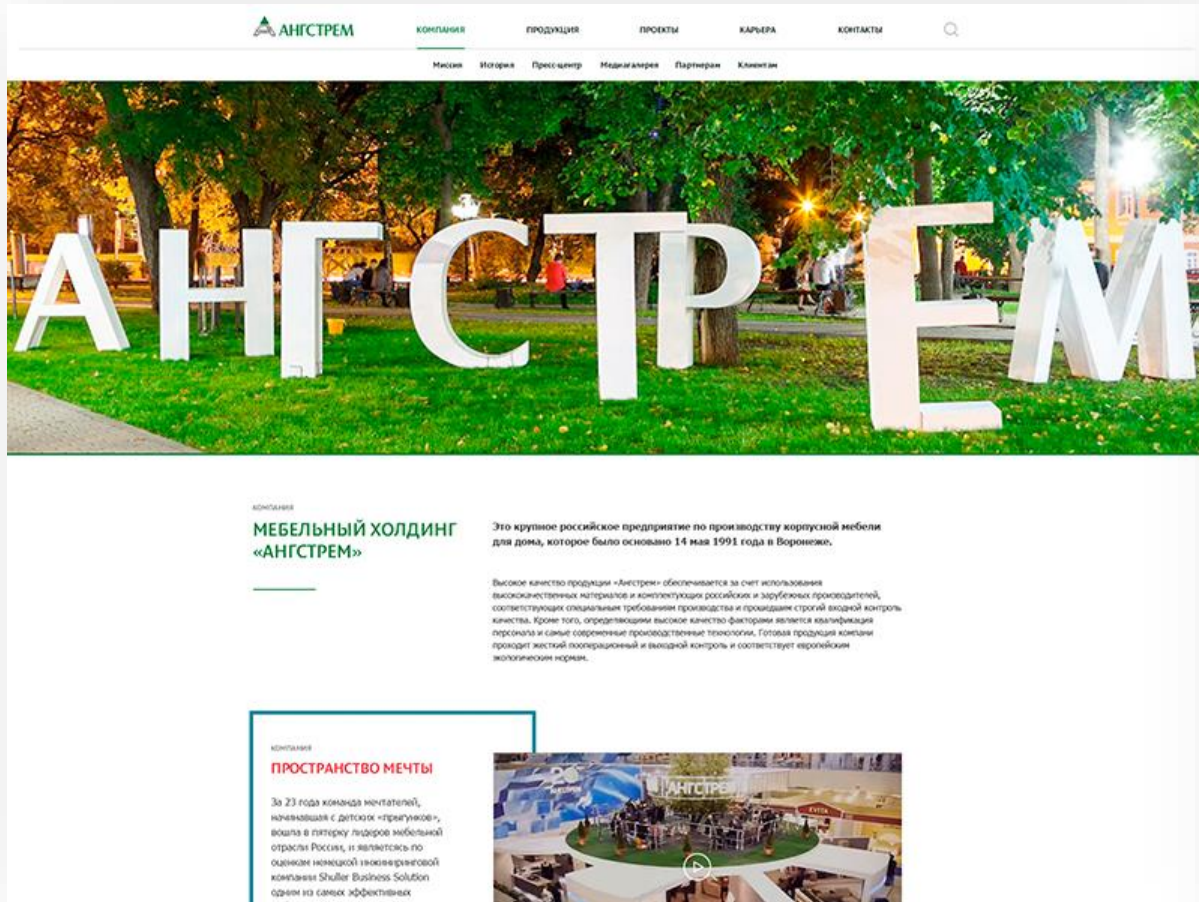 АНГСТРЕМ
КОМПАНИЯ ПРОДУКЦИЯ ПРОЕКТЫ КАРЬЕРА КОНТАКТЫ
Миссия История Пресс-центр Медиагалерея Партнерам Клиентам
АНГСТРЕМ
КОМПАНИЯ
МЕБЕЛЬНЫЙ ХОЛДИНГ
«АНГСТРЕМ»
Это крупное российское предприятие по производству корпусной мебели
для дома, которое было основано 14 мая 1991 года в Воронеже.
Высокое качество продукции «Ангстрем» обеспечивается за счет использования
высококачественных материалов и комплектующих российских и зарубежных производителей,
соответствующих специальным требованиям производства и прошедшим строгий входной контроль
качества. Кроме того, определяющими высокое качество факторами является квалификация
персонала и самые современные производственные технологии. Готовая продукция компани
проходит жесткий пооперационный и выходной контроль и соответствует европейским
экологическим нормам.
КОМПАНИЯ
ПРОСТРАНСТВО МЕЧТЫ
За 23 года команда мечтателей,
начинавшая с детских «прыгунков»,
вошла в пятерку лидеров мебельной
отрасли России, и являетсясь по
оценкам немецкой инжиниринговой
компании Shuller Business Solution
одним из самых эффективных
20
АНГСТРЕМ
АНГСТРЕМ
EVITA